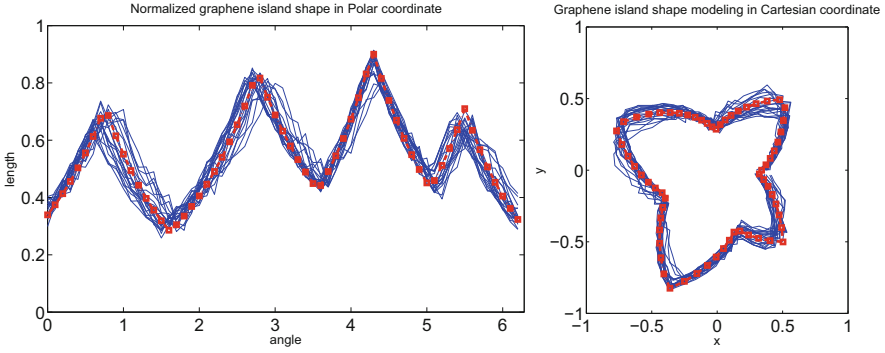 Normalized graphene island shape in Polar coordinate
1
0.8
0.6
0.4
0.2
0
length
0 1 2 3 4 5 6
angle
Graphene island shape modeling in Cartesian coordinate
1
0.5
0
−0.5
−1
y
−1 −0.5 0 0.5 1
x